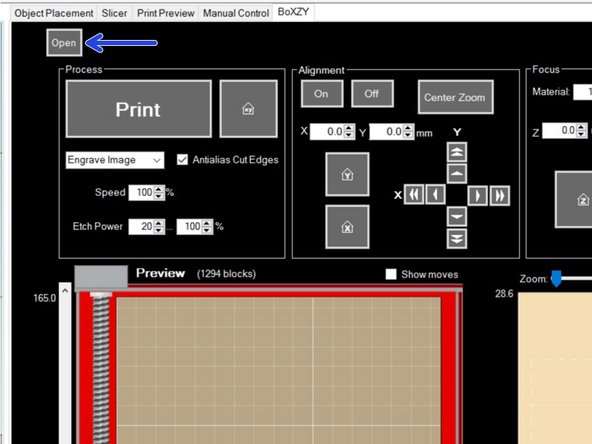 Object Placement Slicer Print Preview Manual Control BoXZY
Open
Process
Print
xy
Engrave Image
Antialias Cut Edges
Speed 100 %
Etch Power 20 ... 100 %
Alignment
On Off Center Zoom
X 0.0 Y 0.0 mm Y
Y
X
X
Focus
Material: 1
Z 0.0
Z
Preview (1294 blocks) Show moves
Zoom:
165.0
28.6